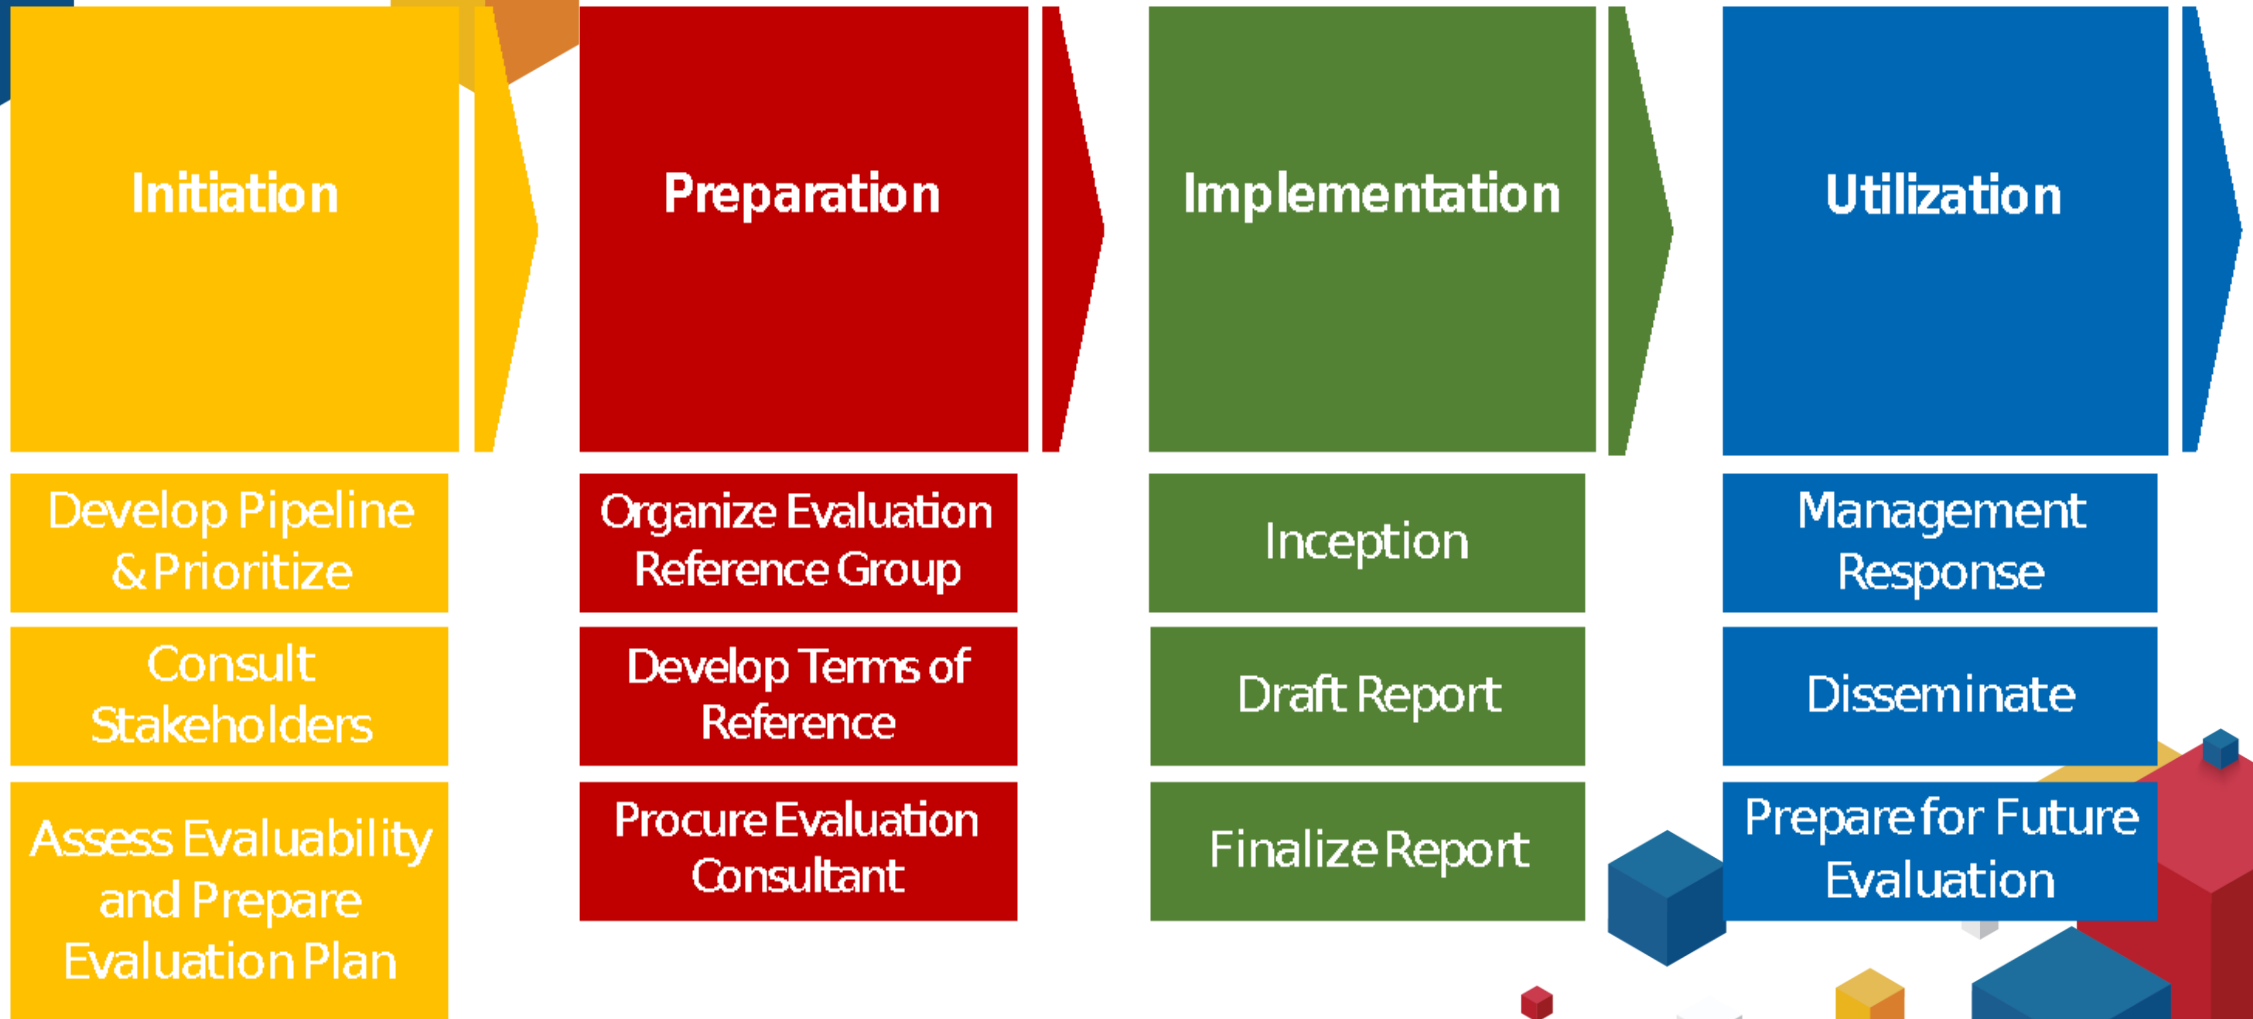 Initiation
Preparation
Implementation
Utilization
Develop Pipeline
& Prioritize
Consult
Stakeholders
Assess Evaluability
and Prepare
Evaluation Plan
Organize Evaluation
Reference Group
Develop Terms of
Reference
Procure Evaluation
Consultant
Inception
Draft Report
Finalize Report
Management
Response
Disseminate
Prepare for Future
Evaluation